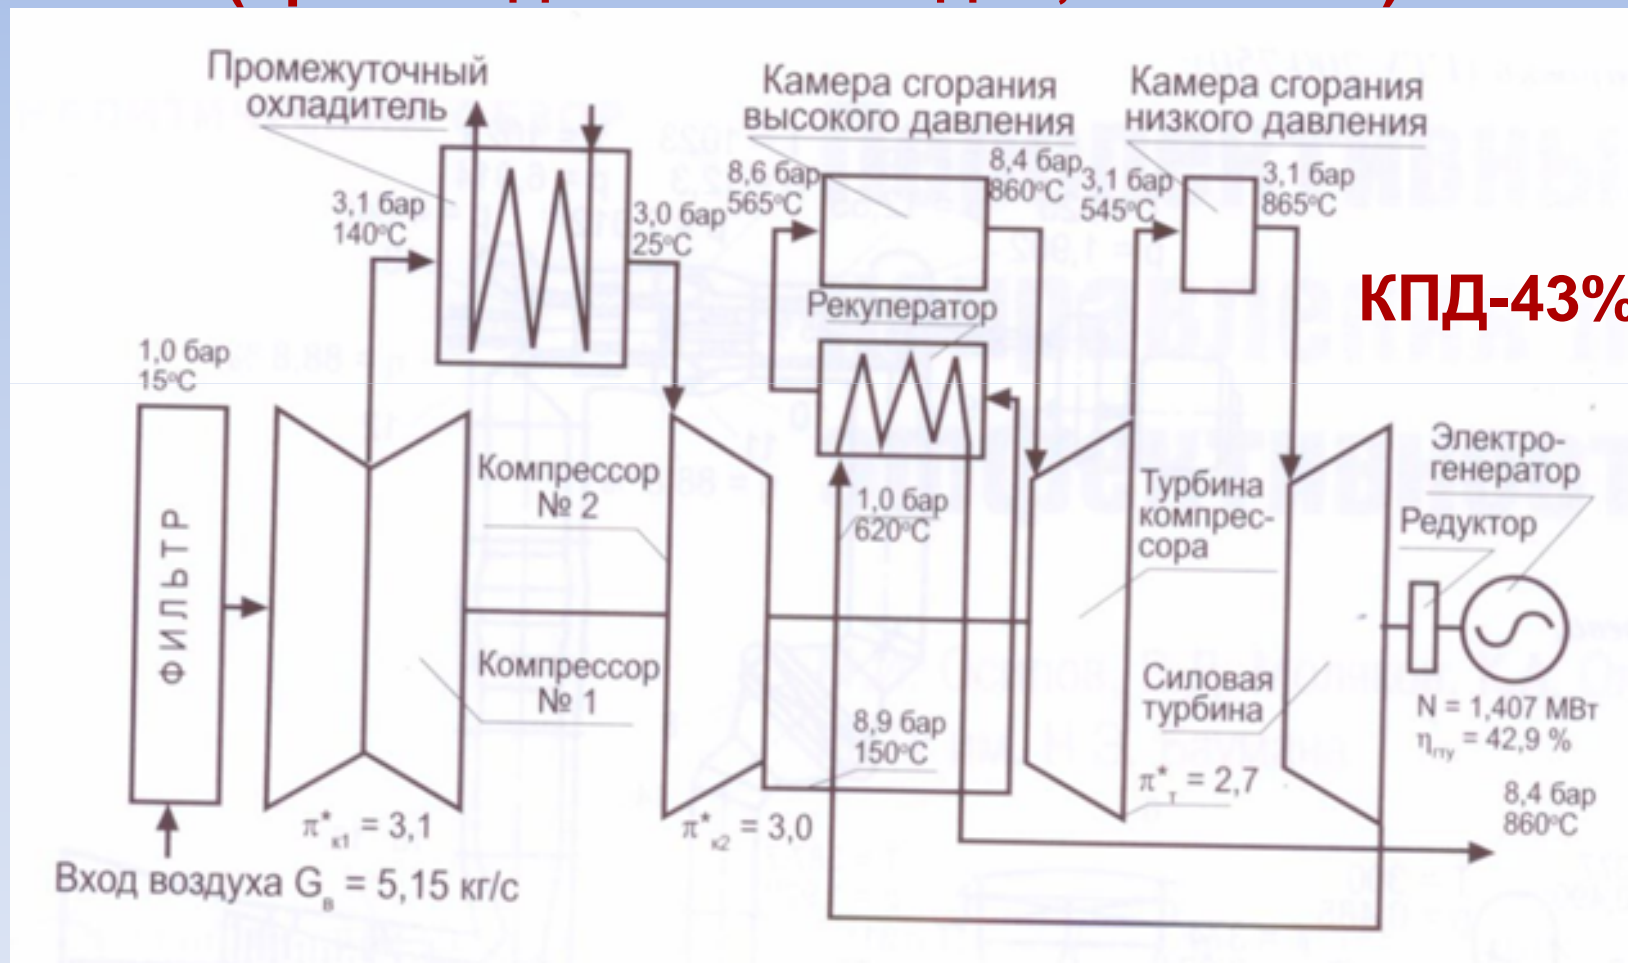 Промежуточный
охладитель
Камера сгорания
высокого давления
Камера сгорания
низкого давления
3,1 бар
140°C
3,0 бар
25°C
8,6 бар
565°C
8,4 бар
860°C
3,1 бар
545°C
3,1 бар
865°C
КПД-43%
Рекуператор
1,0 бар
15°C
ФИЛЬТР
Компрессор
№ 2
Компрессор
№ 1
1,0 бар
620°C
8,9 бар
150°C
Турбина
компрес-
сора
Силовая
турбина
Электро-
генератор
Редуктор
N = 1,407 МВт
ηгту = 42,9 %
8,4 бар
860°C
π*к1 = 3,1
π*к2 = 3,0
π*т = 2,7
Вход воздуха Gв = 5,15 кг/с